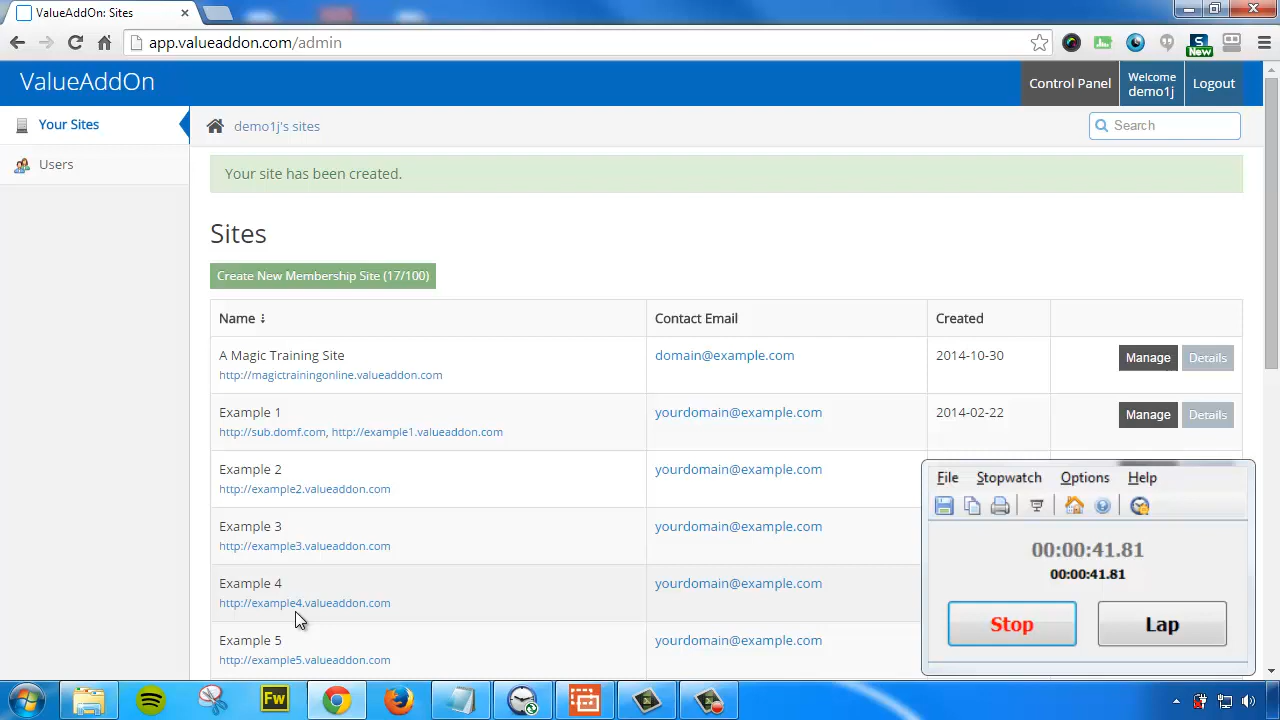 ValueAddOn: Sites
app.valueaddon.com/admin
S
New
ValueAddOn
Control Panel
Welcome
demo1j
Logout
Your Sites
demo1j's sites
Search
Users
Your site has been created.
Sites
Create New Membership Site (17/100)
Name
Contact Email
Created
A Magic Training Site
domain@example.com
2014-10-30
Manage
Details
http://magictrainingonline.valueaddon.com
Example 1
yourdomain@example.com
2014-02-22
Manage
Details
http://sub.domf.com, http://example1.valueaddon.com
Example 2
yourdomain@example.com
http://example2.valueaddon.com
Example 3
yourdomain@example.com
http://example3.valueaddon.com
Example 4
yourdomain@example.com
http://example4.valueaddon.com
Example 5
yourdomain@example.com
http://example5.valueaddon.com
File Stopwatch Options Help
00:00:41.81
00:00:41.81
Stop
Lap
Fw